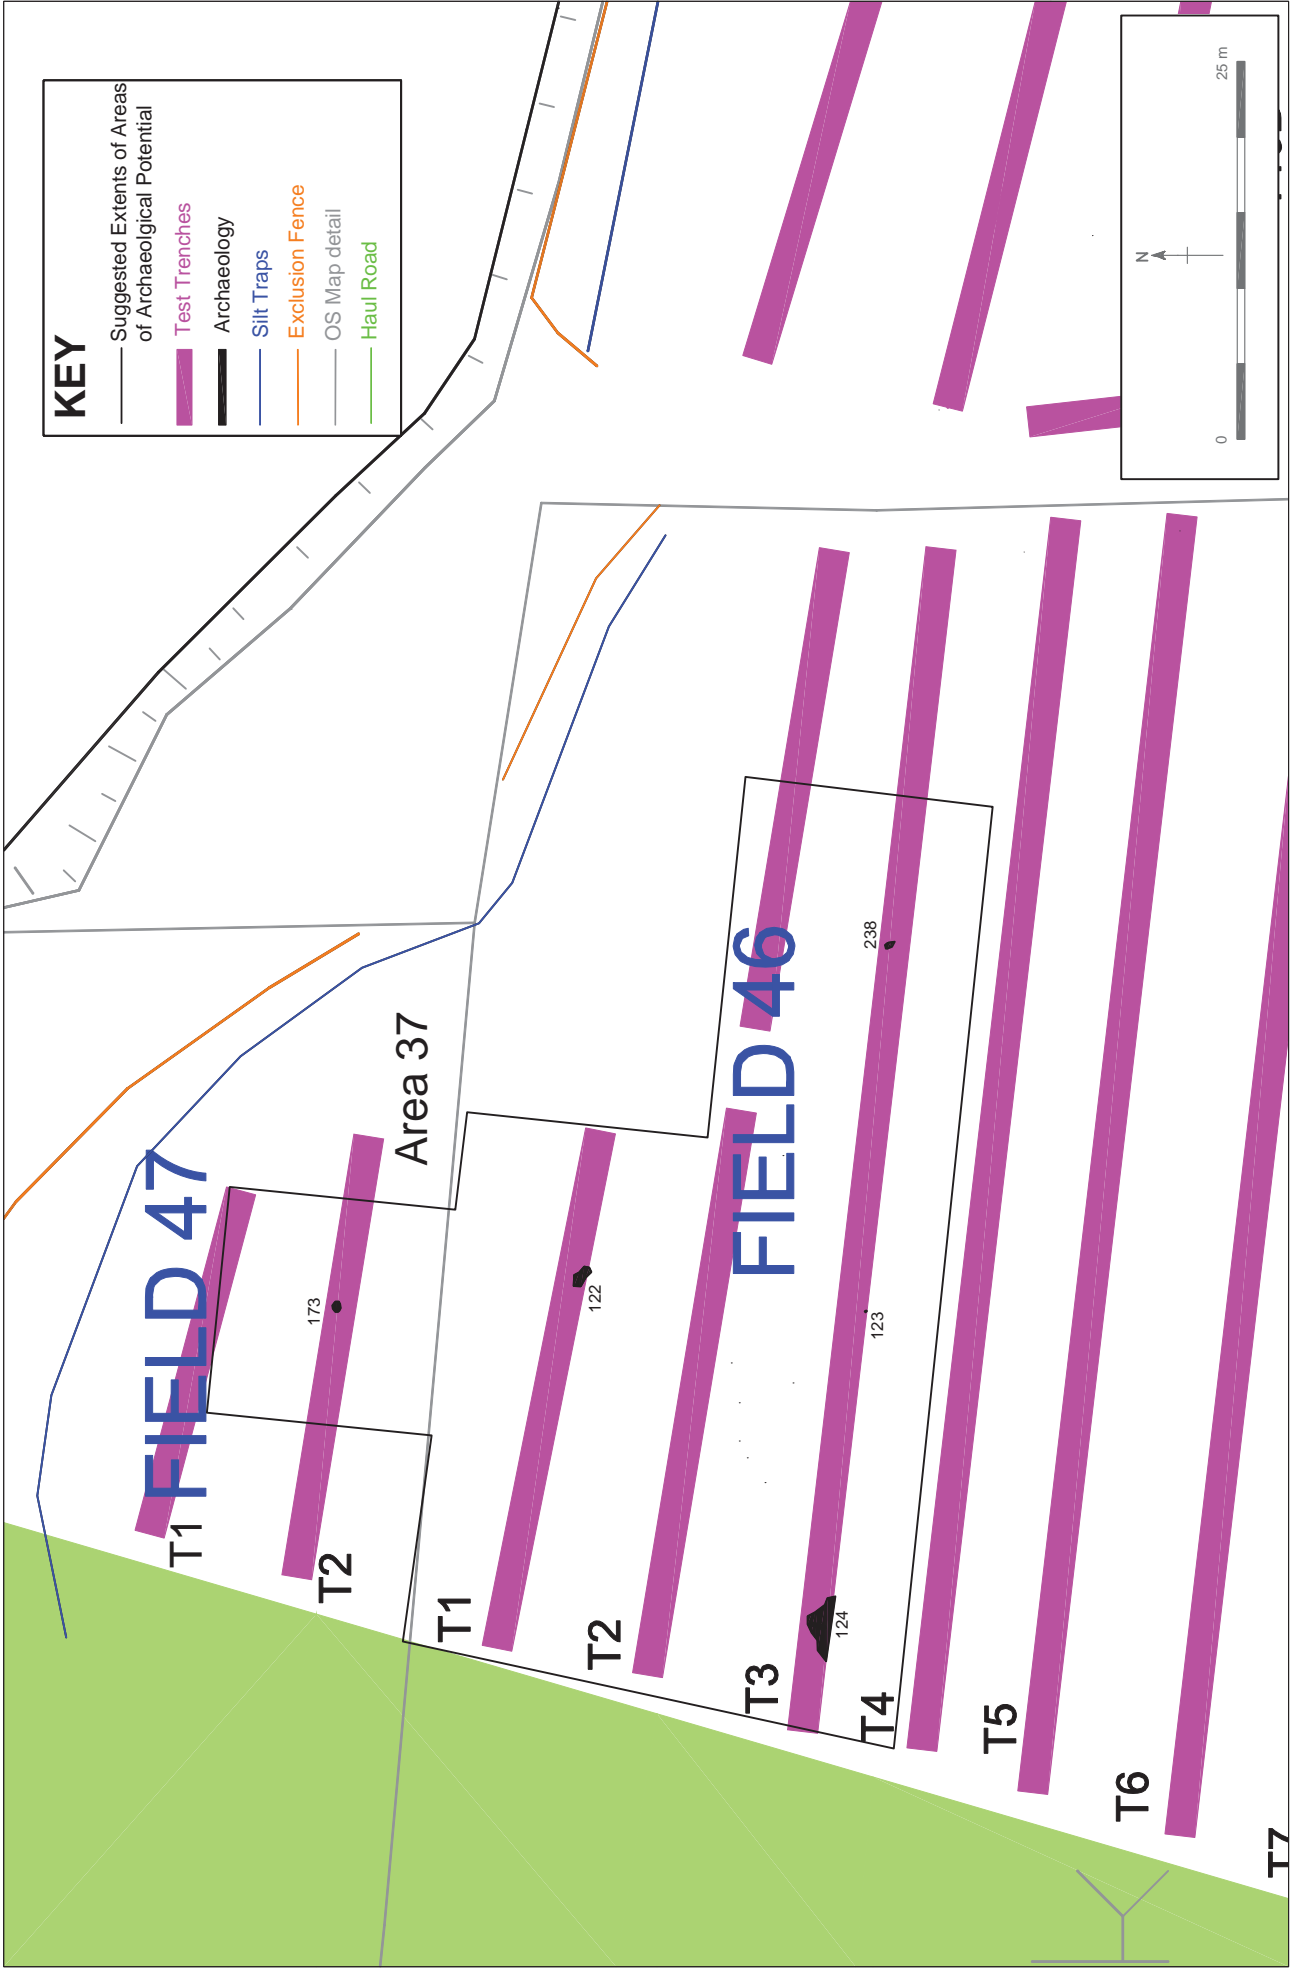 KEY
Suggested Extents of Areas
of Archaeolgical Potential
Test Trenches
Archaeology
Silt Traps
Exclusion Fence
OS Map detail
Haul Road
FIELD 47
T1
T2
173
Area 37
T1
122
T2
FIELD 46
T3
238
123
124
T4
T5
T6
T7
N
0
25 m